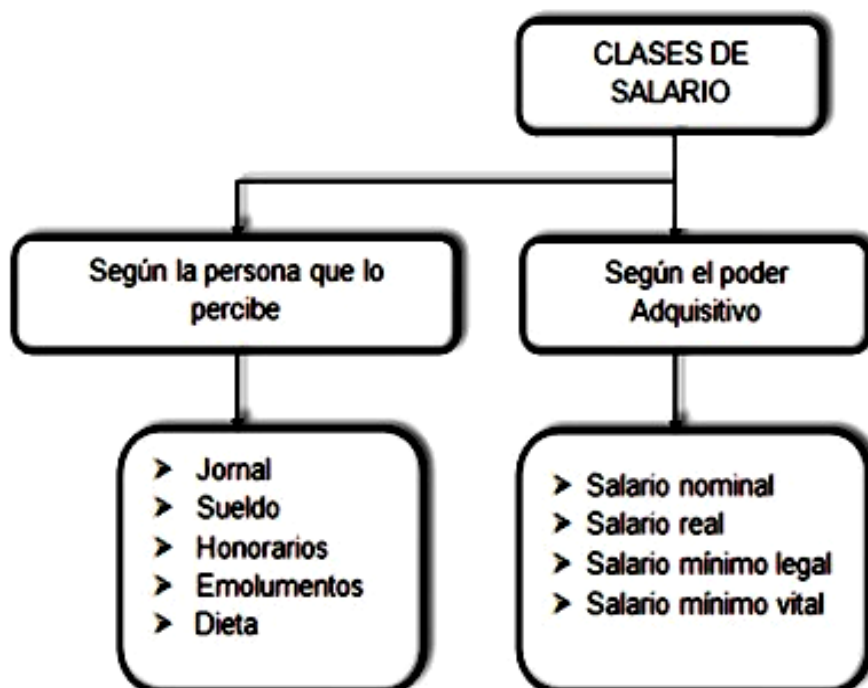 CLASES DE
SALARIO
Según la persona que lo
percibe
Según el poder
Adquisitivo
➤ Jornal
➤ Sueldo
➤ Honorarios
➤ Emolumentos
➤ Dieta
➤ Salario nominal
➤ Salario real
➤ Salario mínimo legal
➤ Salario mínimo vital